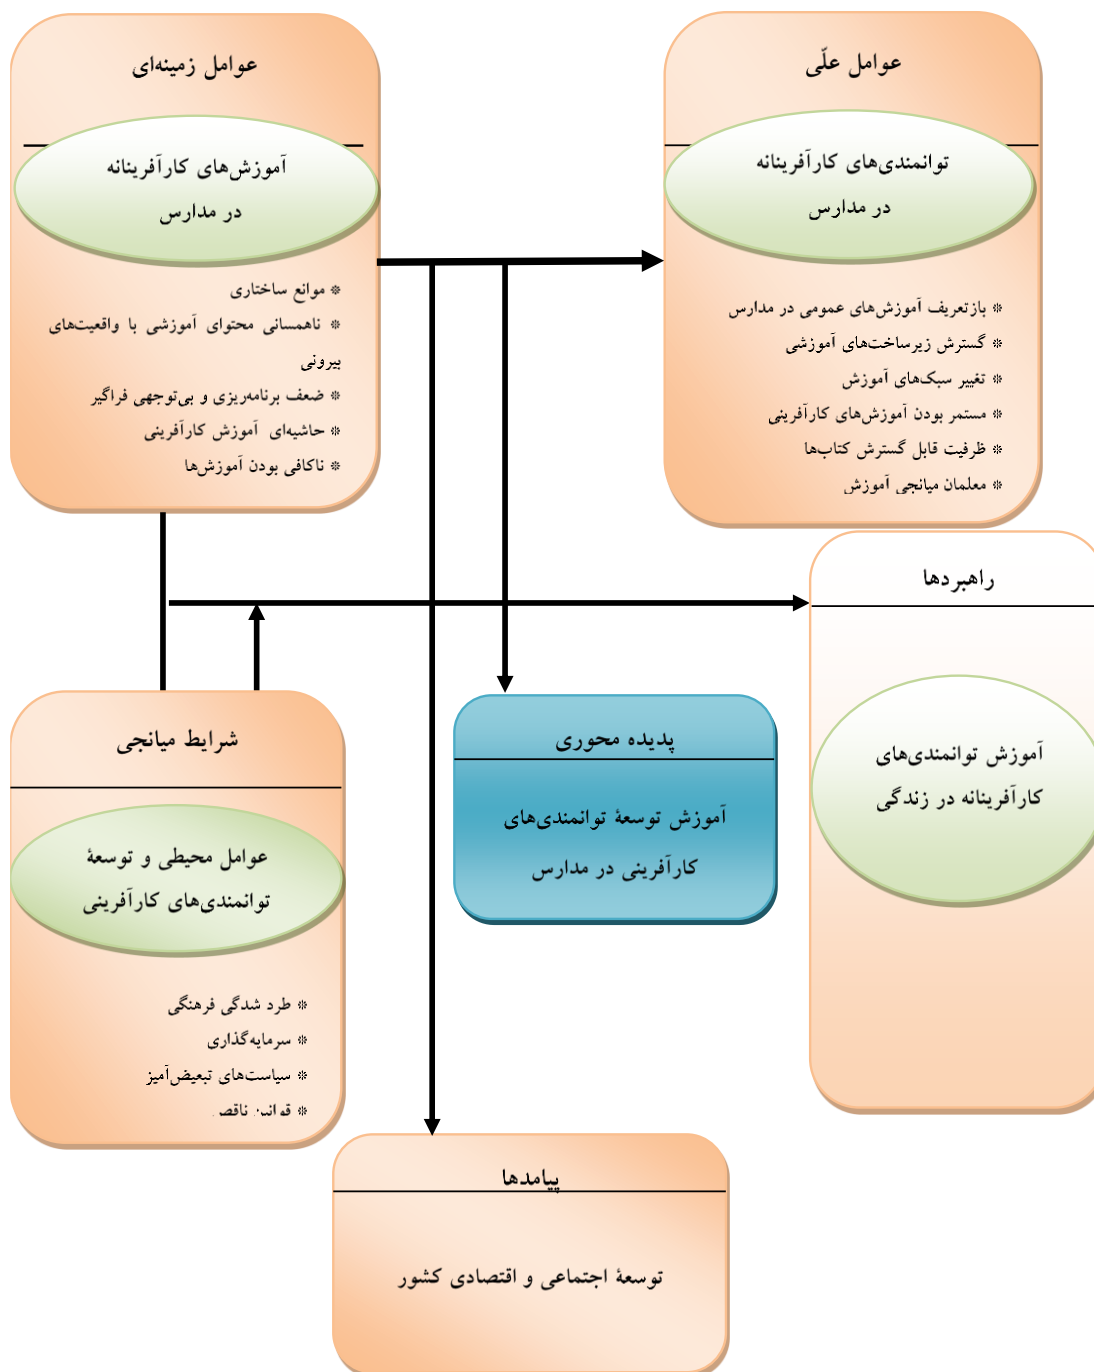 عوامل علّی
توانمندی‌های کارآفرینانه
در مدارس
※ بازتعریف آموزش‌های عمومی در مدارس
※ گسترش زیرساخت‌های آموزشی
※ تغییر سبک‌های آموزش
※ مستمر بودن آموزش‌های کارآفرینی
※ ظرفیت قابل گسترش کتاب‌ها
※ معلمان میانجی آموزش
عوامل زمینه‌ای
آموزش‌های کارآفرینانه
در مدارس
※ موانع ساختاری
※ ناهمسانی محتوای آموزشی با واقعیت‌های
بیرونی
※ ضعف برنامه‌ریزی و بی‌توجهی فراگیر
※ حاشیه‌ای آموزش کارآفرینی
※ ناکافی بودن آموزش‌ها
راهبردها
آموزش توانمندی‌های
کارآفرینانه در زندگی
پدیده محوری
آموزش توسعهٔ توانمندی‌های
کارآفرینی در مدارس
شرایط میانجی
عوامل محیطی و توسعهٔ
توانمندی‌های کارآفرینی
※ طرد شدگی فرهنگی
※ سرمایه‌گذاری
※ سیاست‌های تبعیض‌آمیز
※ قوانین ناقص
پیامدها
توسعهٔ اجتماعی و اقتصادی کشور